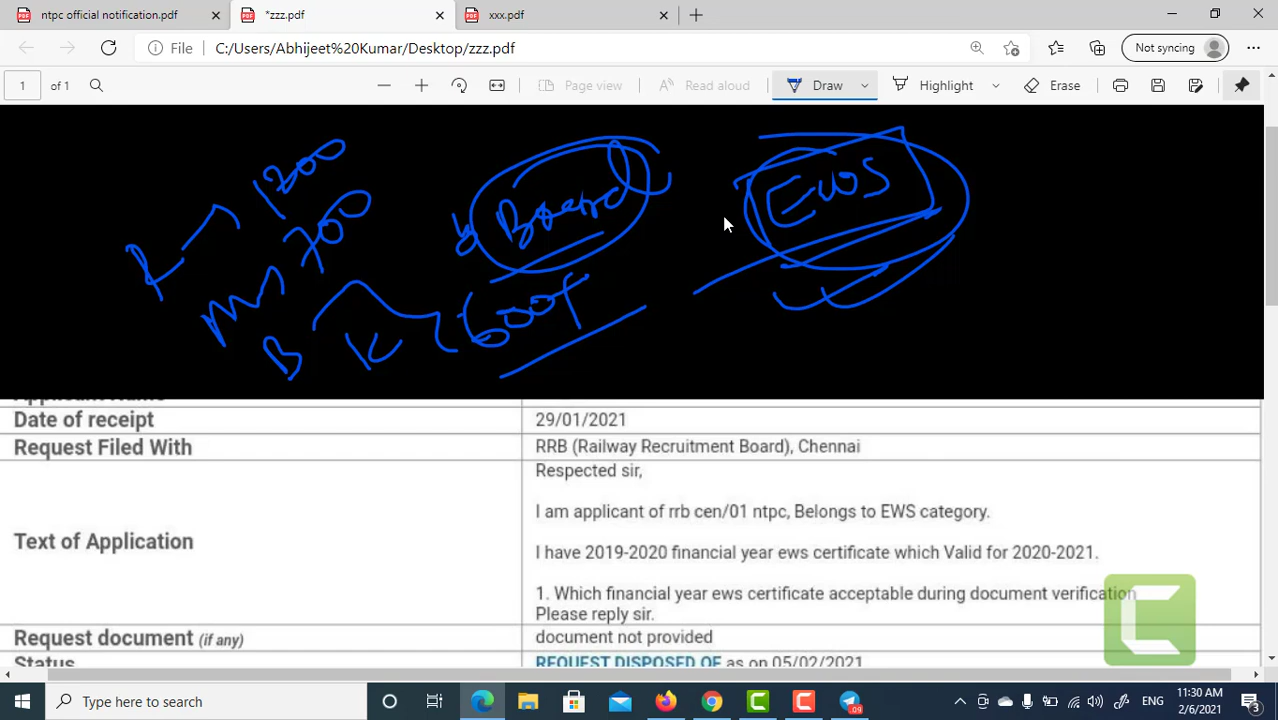 ntpc official notification.pdf
*zzz.pdf
xxx.pdf
File
C:/Users/Abhijeet%20Kumar/Desktop/zzz.pdf
Not syncing
1 of 1
Page view
Read aloud
Draw
Highlight
Erase
1200
700
Board
EWS
R
M
B
K
600T
Date of receipt
29/01/2021
Request Filed With
RRB (Railway Recruitment Board), Chennai
Text of Application
Respected sir,
I am applicant of rrb cen/01 ntpc, Belongs to EWS category.
I have 2019-2020 financial year ews certificate which Valid for 2020-2021.
1. Which financial year ews certificate acceptable during document verification
Please reply sir.
Request document (if any)
document not provided
Status
REQUEST DISPOSED OF as on 05/02/2021
Type here to search
.09
ENG
11:30 AM
2/6/2021
3